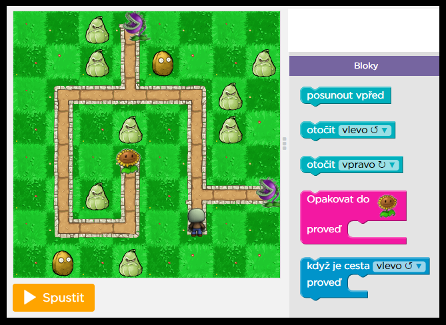 Bloky
posunout vpřed
otočit vlevo ↺ ▼
otočit vpravo ↻ ▼
Opakovat do
proveď
když je cesta vlevo ↺ ▼
proveď
Spustit